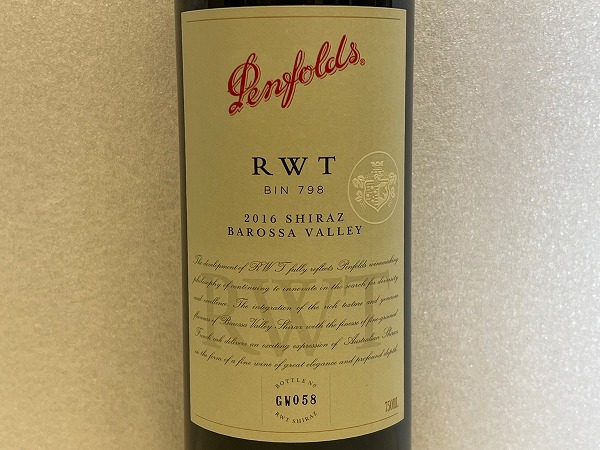 Penfolds®
RWT
BIN 798
2016 SHIRAZ
BAROSSA VALLEY
The development of RWT fully reflects Penfolds winemaking
philosophy of continuing to innovate in the search for diversity
and excellence. The integration of the rich texture and generous
flavours of Barossa Valley Shiraz with the finesse of fine-grained
French oak delivers an exciting expression of Australian Shiraz
in the form of a fine wine of great elegance and profound depth.
RWT
BOTTLE No
GW058
RWT SHIRAZ
750ML